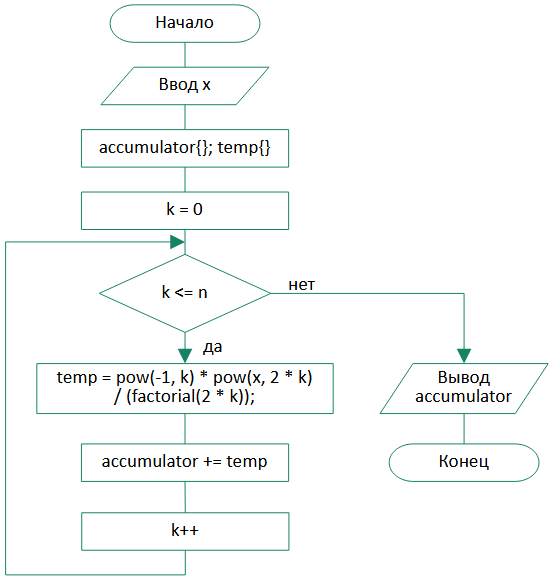 Начало
Ввод x
accumulator{}; temp{}
k = 0
k <= n
нет
да
temp = pow(-1, k) * pow(x, 2 * k)
/ (factorial(2 * k));
Вывод
accumulator
accumulator += temp
Конец
k++